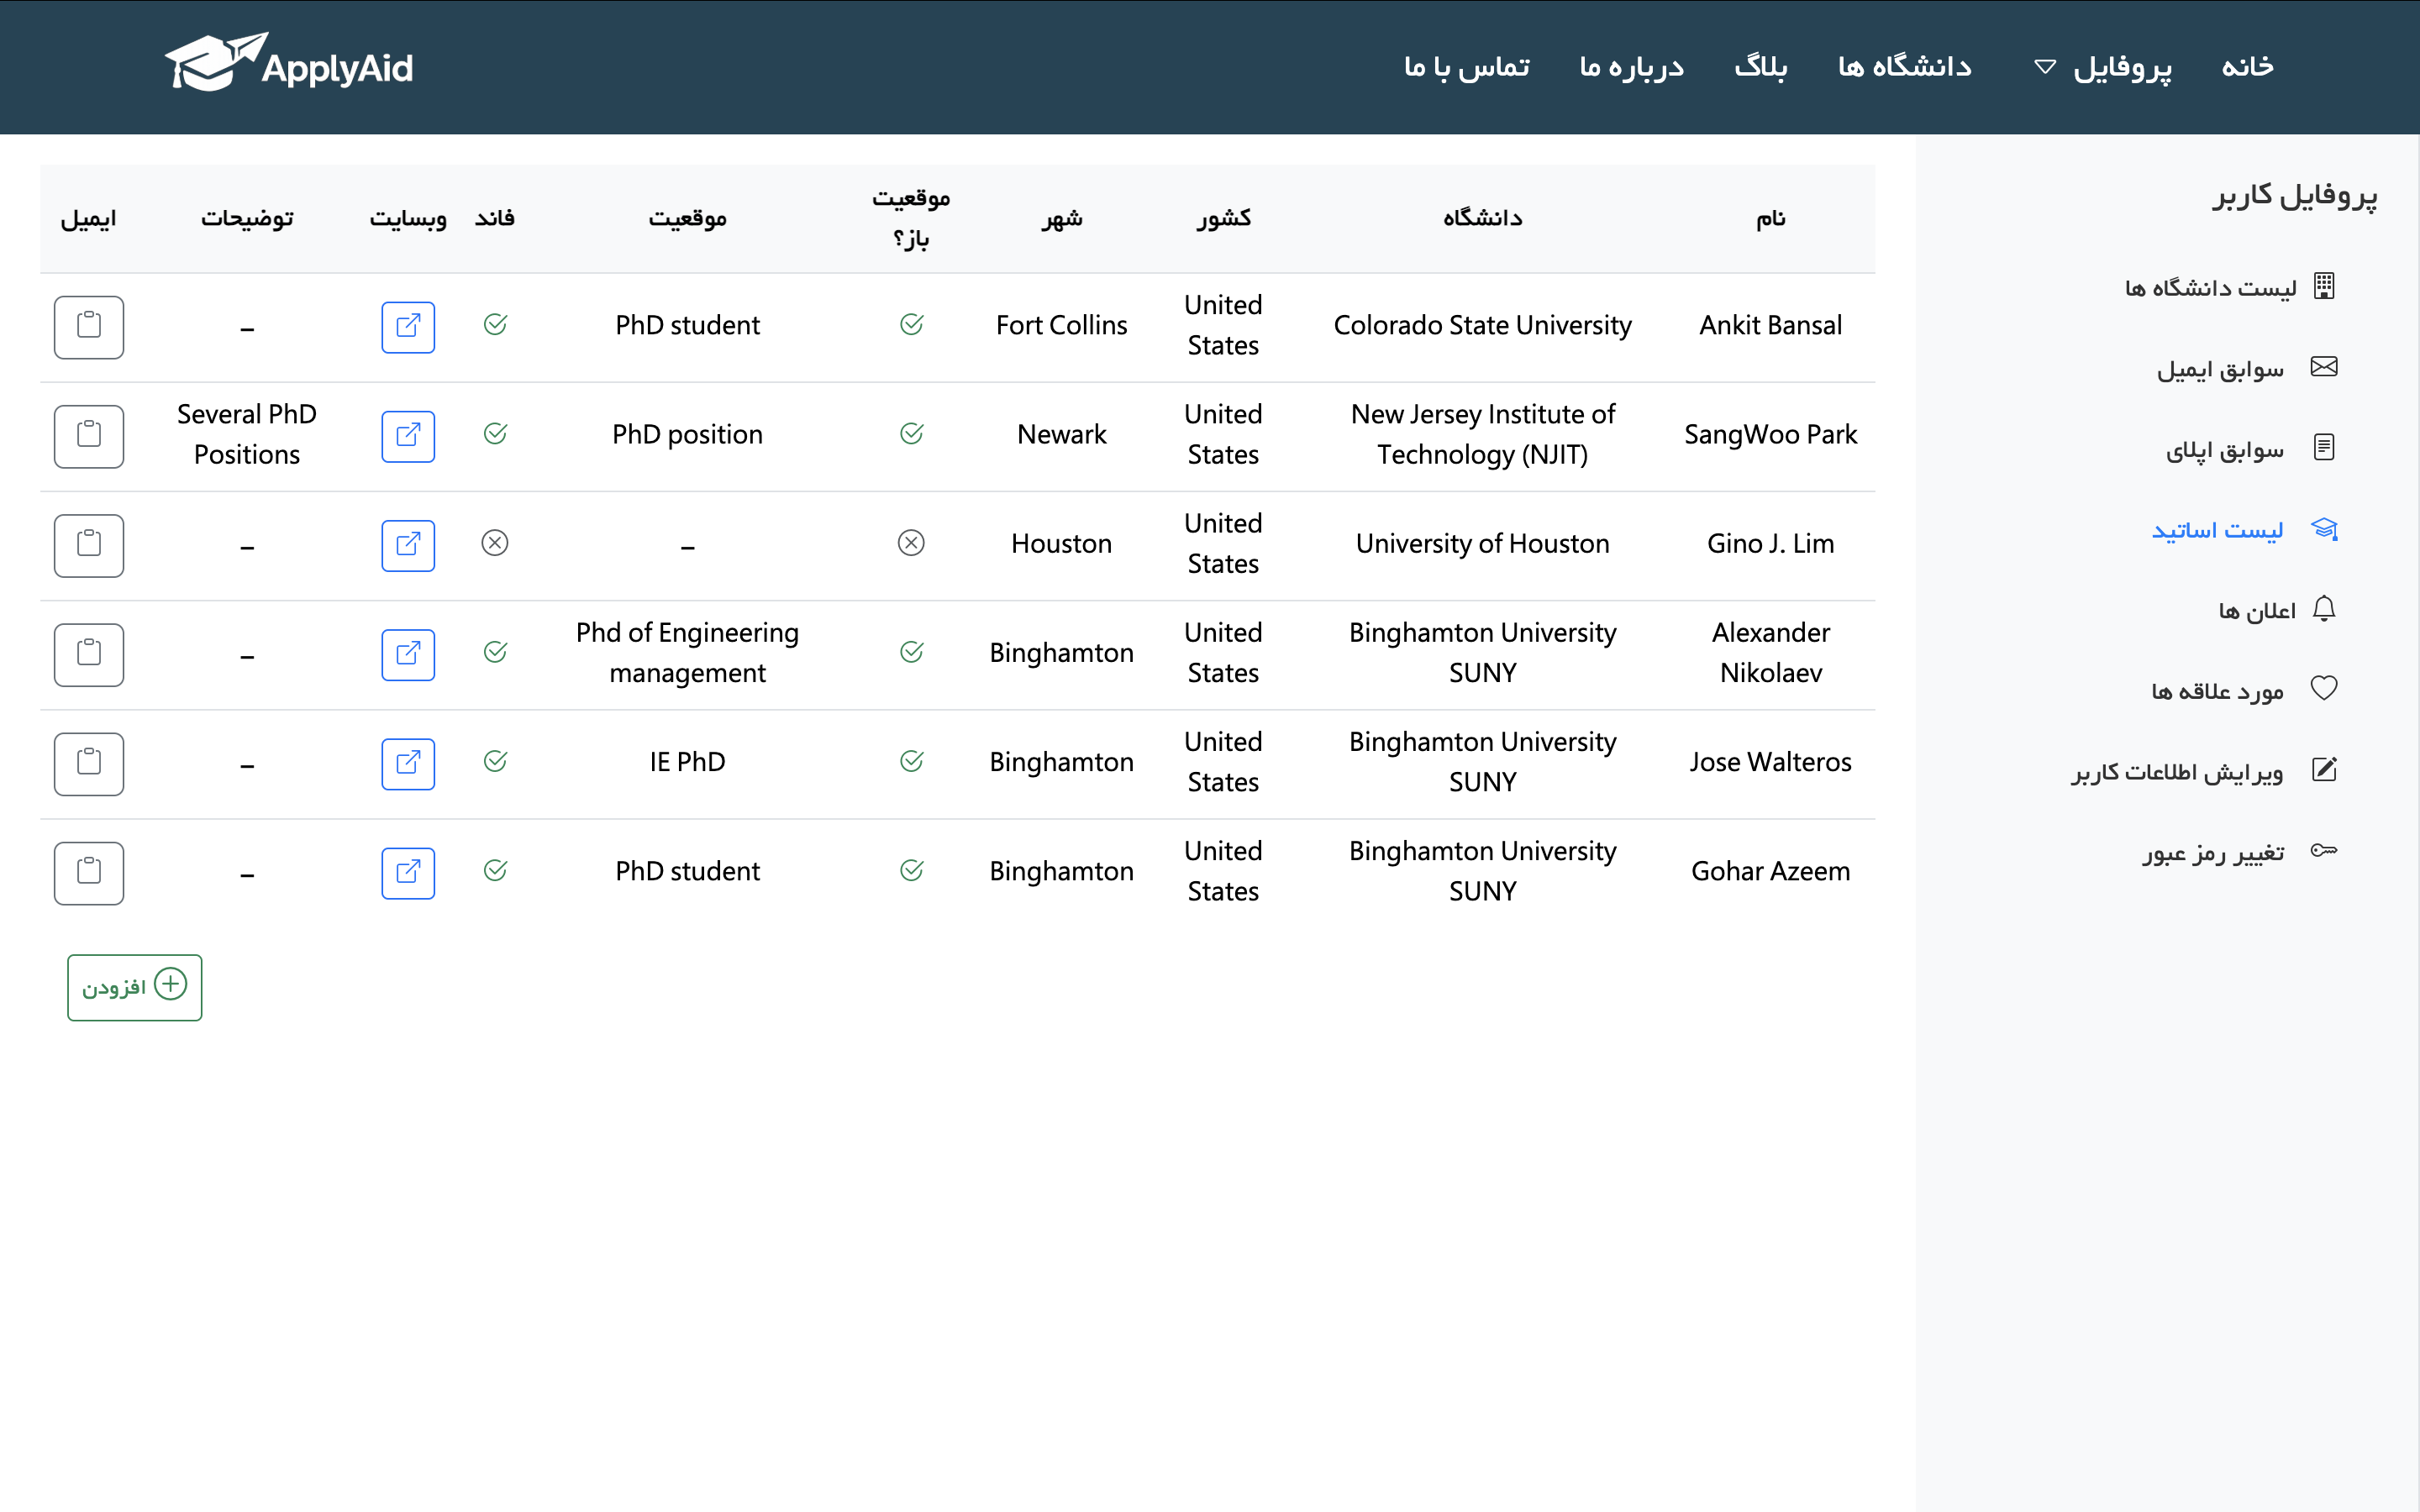 ApplyAid
خانه
پروفایل
دانشگاه ها
بلاگ
درباره ما
تماس با ما
پروفایل کاربر
لیست دانشگاه ها
سوابق ایمیل
سوابق اپلای
لیست اساتید
اعلان ها
مورد علاقه ها
ویرایش اطلاعات کاربر
تغییر رمز عبور
نام
دانشگاه
کشور
شهر
موقعیت
باز؟
موقعیت
فاند
وبسایت
توضیحات
ایمیل
Ankit Bansal
Colorado State University
United
States
Fort Collins
PhD student
–
SangWoo Park
New Jersey Institute of
Technology (NJIT)
United
States
Newark
PhD position
Several PhD
Positions
Gino J. Lim
University of Houston
United
States
Houston
–
–
Alexander
Nikolaev
Binghamton University
SUNY
United
States
Binghamton
Phd of Engineering
management
–
Jose Walteros
Binghamton University
SUNY
United
States
Binghamton
IE PhD
–
Gohar Azeem
Binghamton University
SUNY
United
States
Binghamton
PhD student
–
افزودن